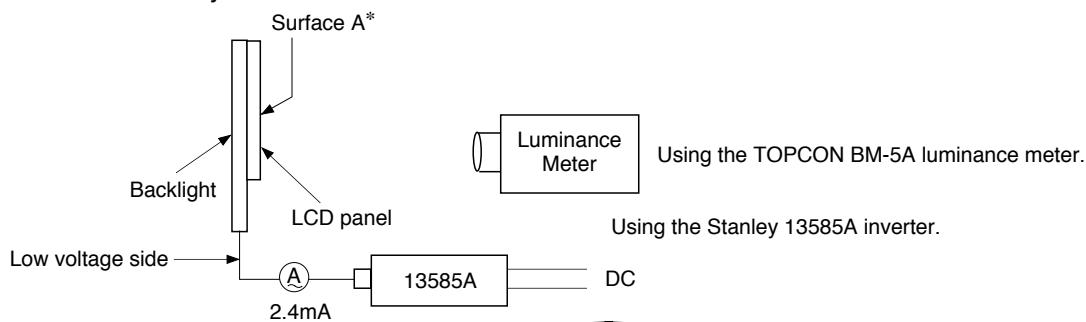 Surface A*
Luminance
Meter
Using the TOPCON BM-5A luminance meter.
Backlight
LCD panel
Using the Stanley 13585A inverter.
Low voltage side
A
13585A
DC
2.4mA